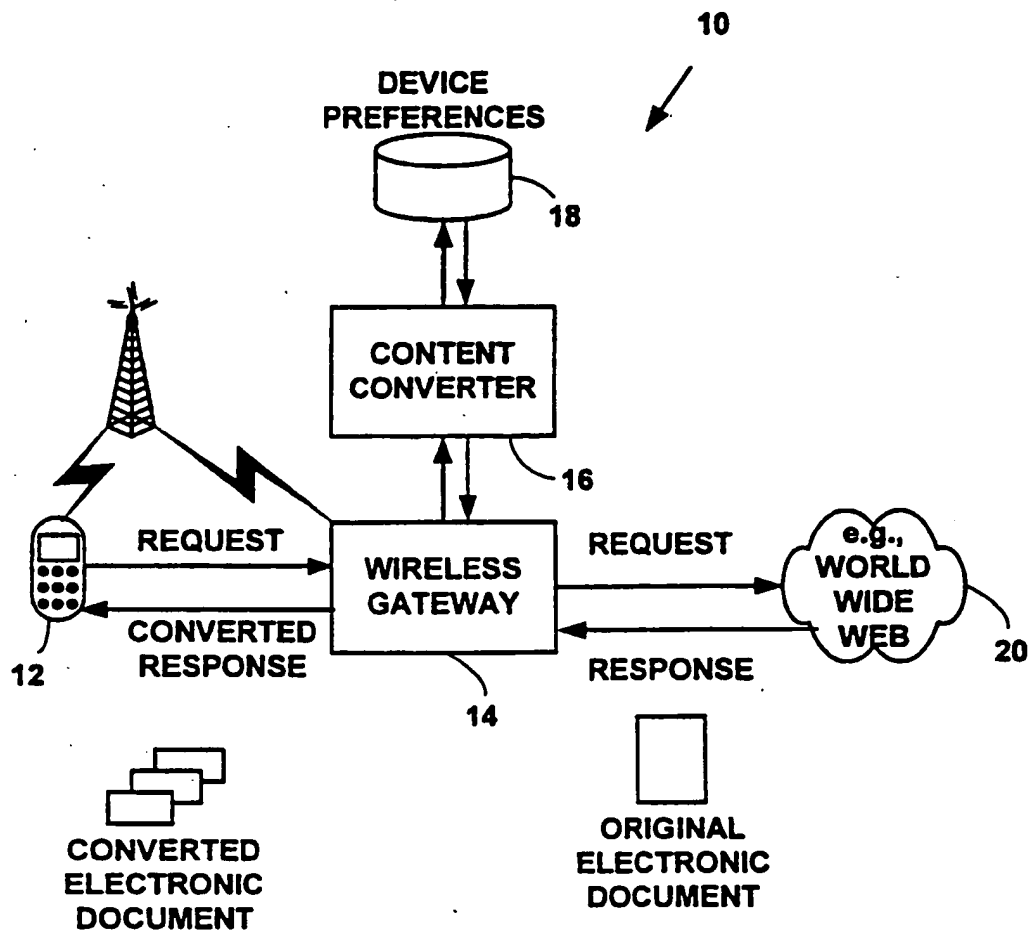 10
DEVICE
PREFERENCES
18
CONTENT
CONVERTER
16
REQUEST
WIRELESS
GATEWAY
REQUEST
e.g.,
WORLD
WIDE
WEB
CONVERTED
RESPONSE
RESPONSE
12
14
20
CONVERTED
ELECTRONIC
DOCUMENT
ORIGINAL
ELECTRONIC
DOCUMENT